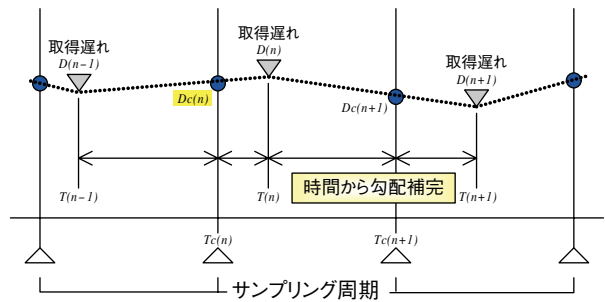 取得遅れ
D(n−1)
取得遅れ
D(n)
取得遅れ
D(n+1)
Dc(n)
Dc(n+1)
時間から勾配補完
T(n−1)
T(n)
T(n+1)
Tc(n)
Tc(n+1)
サンプリング周期